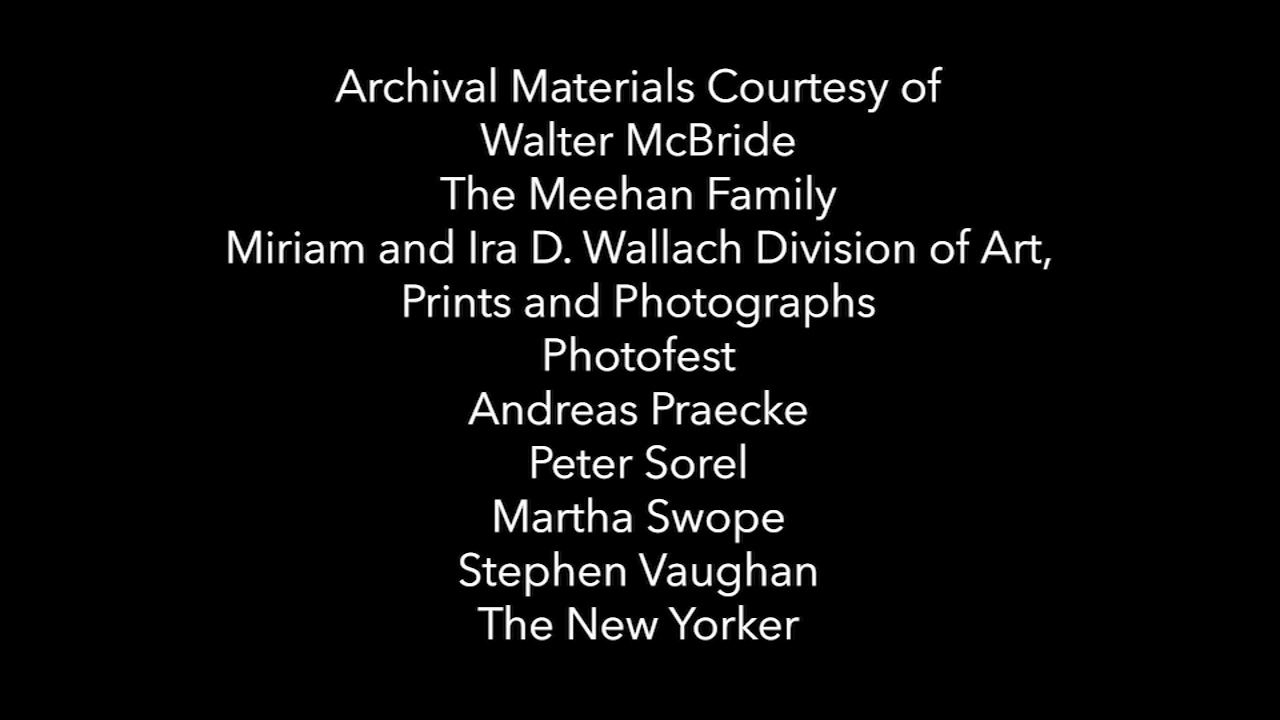 Archival Materials Courtesy of
Walter McBride
The Meehan Family
Miriam and Ira D. Wallach Division of Art,
Prints and Photographs
Photofest
Andreas Praecke
Peter Sorel
Martha Swope
Stephen Vaughan
The New Yorker